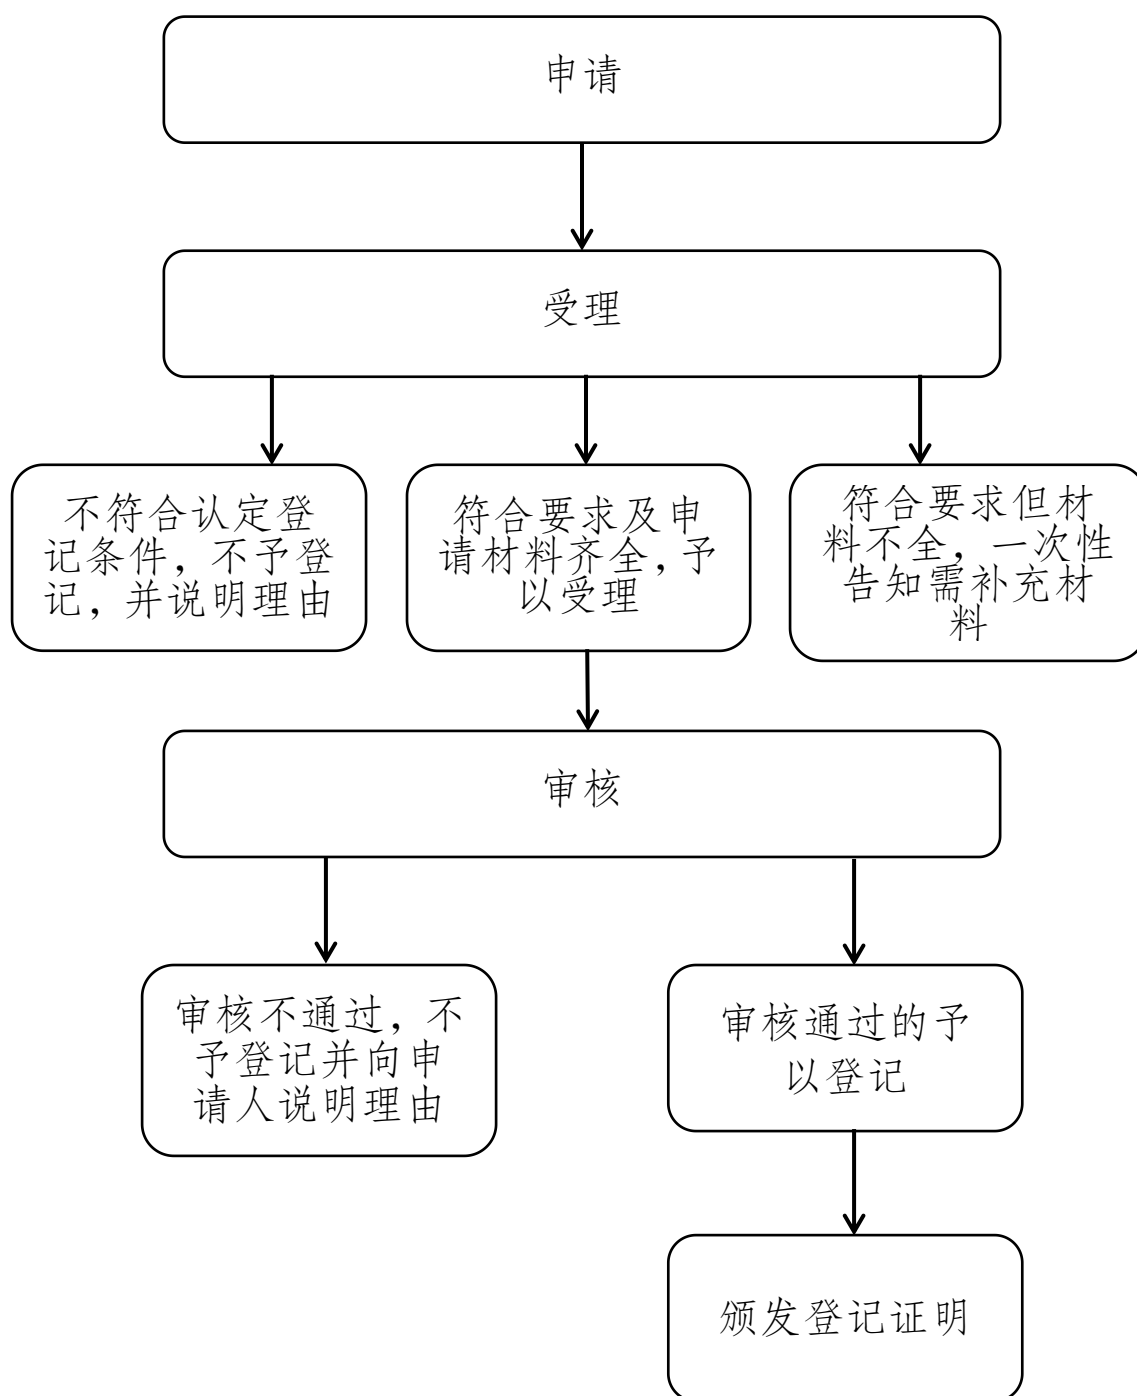 申请
受理
不符合认定登
记条件，不予登
记，并说明理由
符合要求及申
请材料齐全，予
以受理
符合要求但材
料不全，一次性
告知需补充材
料
审核
审核不通过，不
予登记并向申
请人说明理由
审核通过的予
以登记
颁发登记证明